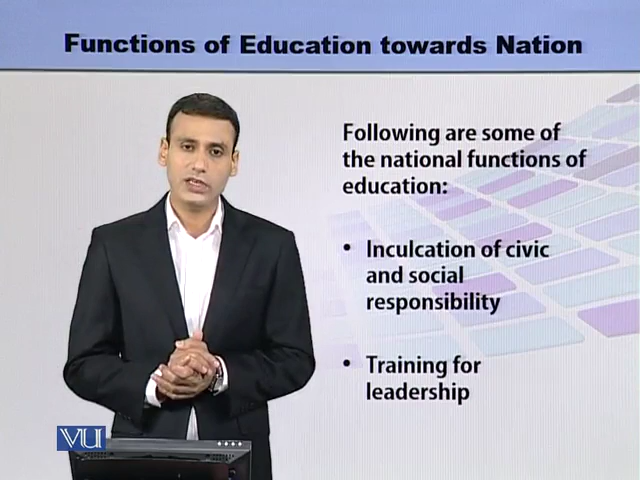 Functions of Education towards Nation
Following are some of
the national functions of
education:
• Inculcation of civic
and social
responsibility
• Training for
leadership
VU